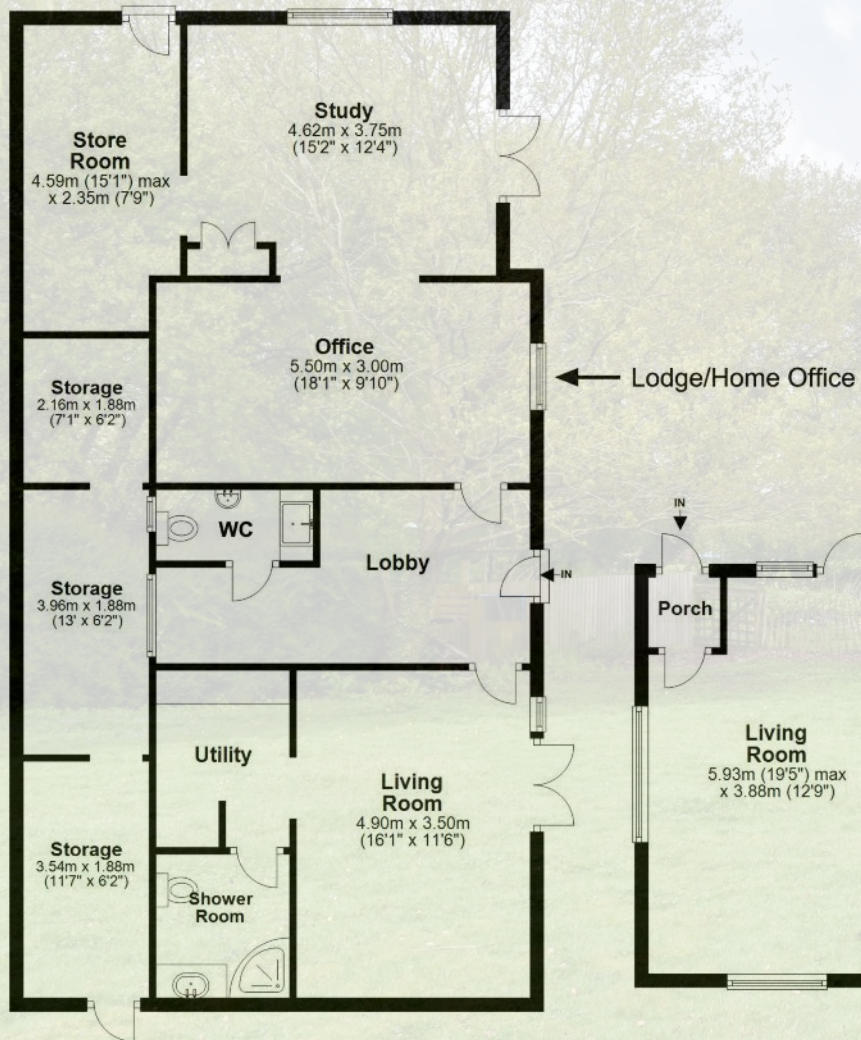 Store
Room
4.59m (15'1") max
x 2.35m (7'9")
Study
4.62m x 3.75m
(15'2" x 12'4")
Office
5.50m x 3.00m
(18'1" x 9'10")
Lodge/Home Office
Storage
2.16m x 1.88m
(7'1" x 6'2")
WC
Lobby
IN
Storage
3.96m x 1.88m
(13' x 6'2")
Utility
Living
Room
4.90m x 3.50m
(16'1" x 11'6")
Storage
3.54m x 1.88m
(11'7" x 6'2")
Shower
Room
IN
Porch
Living
Room
5.93m (19'5") max
x 3.88m (12'9")